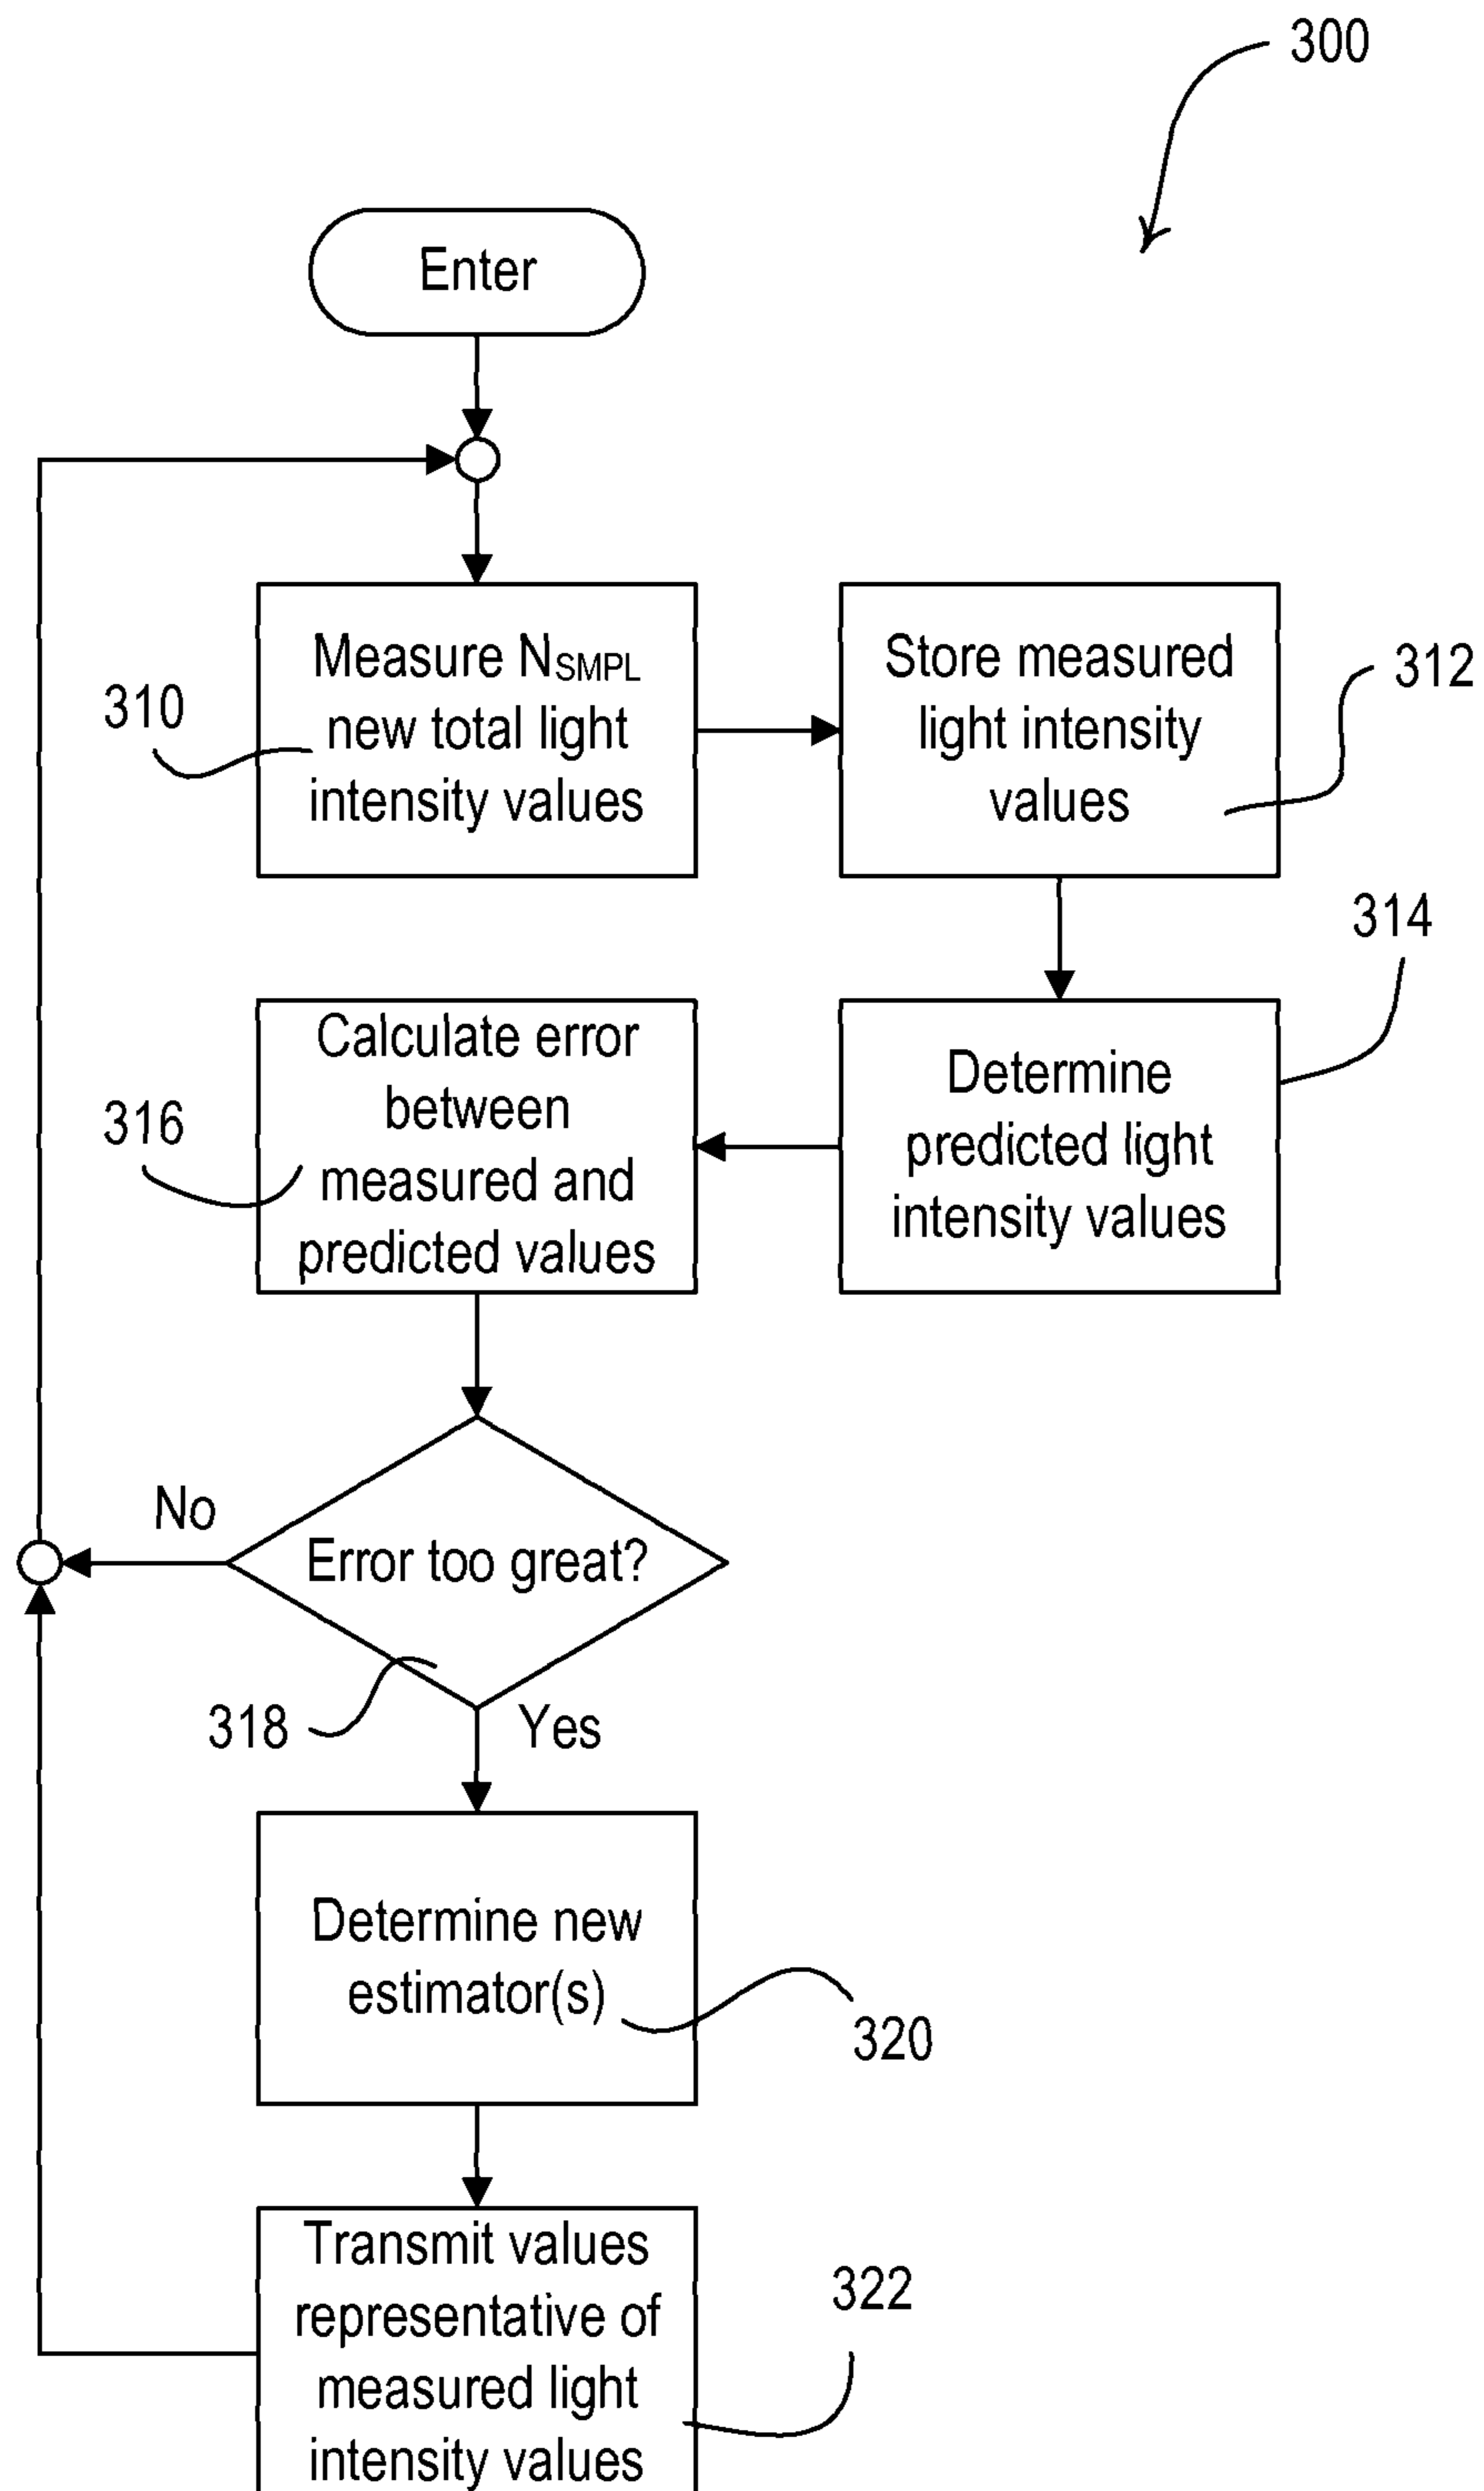 300
Enter
Measure NSMPL
new total light
intensity values
310
Store measured
light intensity
values
312
314
Calculate error
between
measured and
predicted values
316
Determine
predicted light
intensity values
No
Error too great?
318
Yes
Determine new
estimator(s)
320
Transmit values
representative of
measured light
intensity values
322